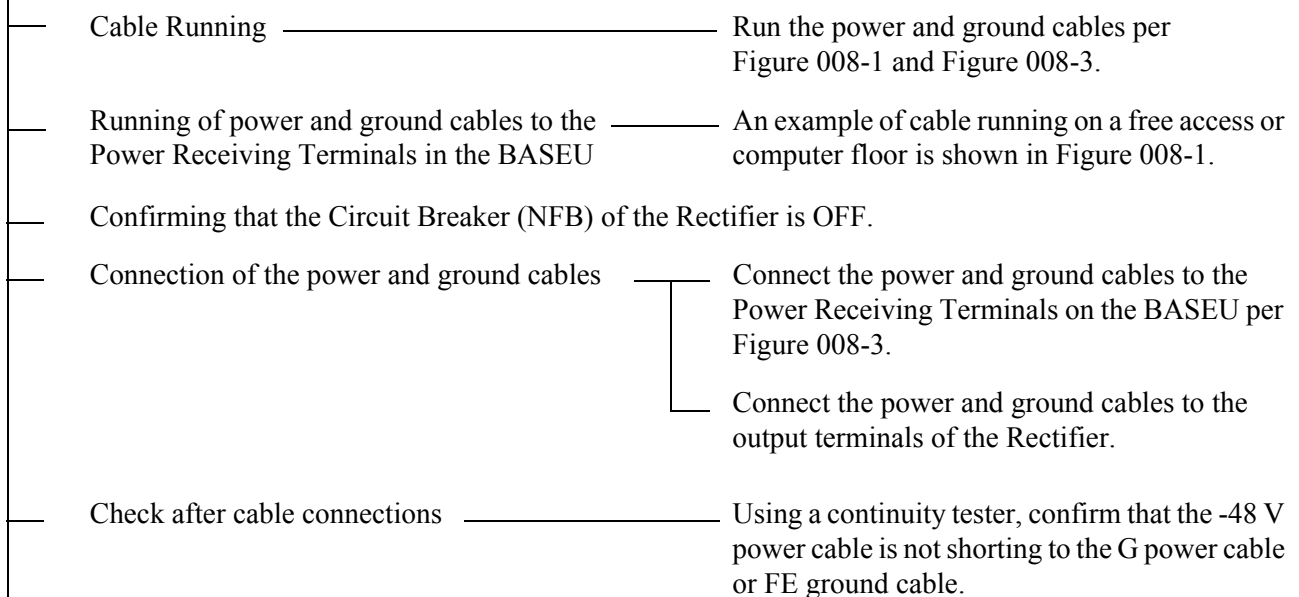 Cable Running
Run the power and ground cables per
Figure 008-1 and Figure 008-3.
Running of power and ground cables to the
Power Receiving Terminals in the BASEU
An example of cable running on a free access or
computer floor is shown in Figure 008-1.
Confirming that the Circuit Breaker (NFB) of the Rectifier is OFF.
Connection of the power and ground cables
Connect the power and ground cables to the
Power Receiving Terminals on the BASEU per
Figure 008-3.
Connect the power and ground cables to the
output terminals of the Rectifier.
Check after cable connections
Using a continuity tester, confirm that the -48 V
power cable is not shorting to the G power cable
or FE ground cable.